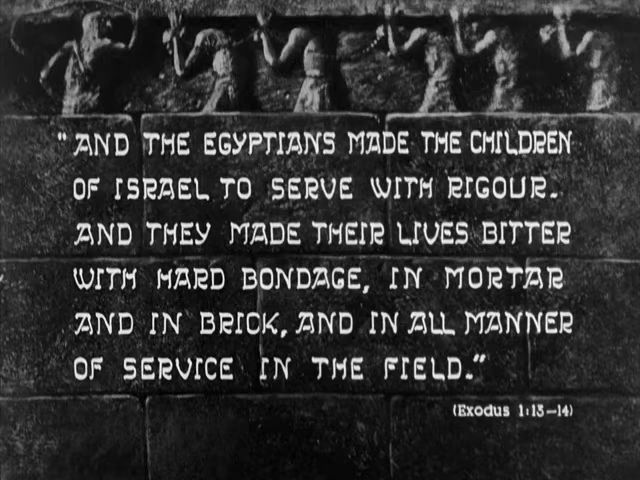 "AND THE EGYPTIANS MADE THE CHILDREN
OF ISRAEL TO SERVE WITH RIGOUR.
AND THEY MADE THEIR LIVES BITTER
WITH HARD BONDAGE, IN MORTAR
AND IN BRICK, AND IN ALL MANNER
OF SERVICE IN THE FIELD."
(Exodus 1:13-14)